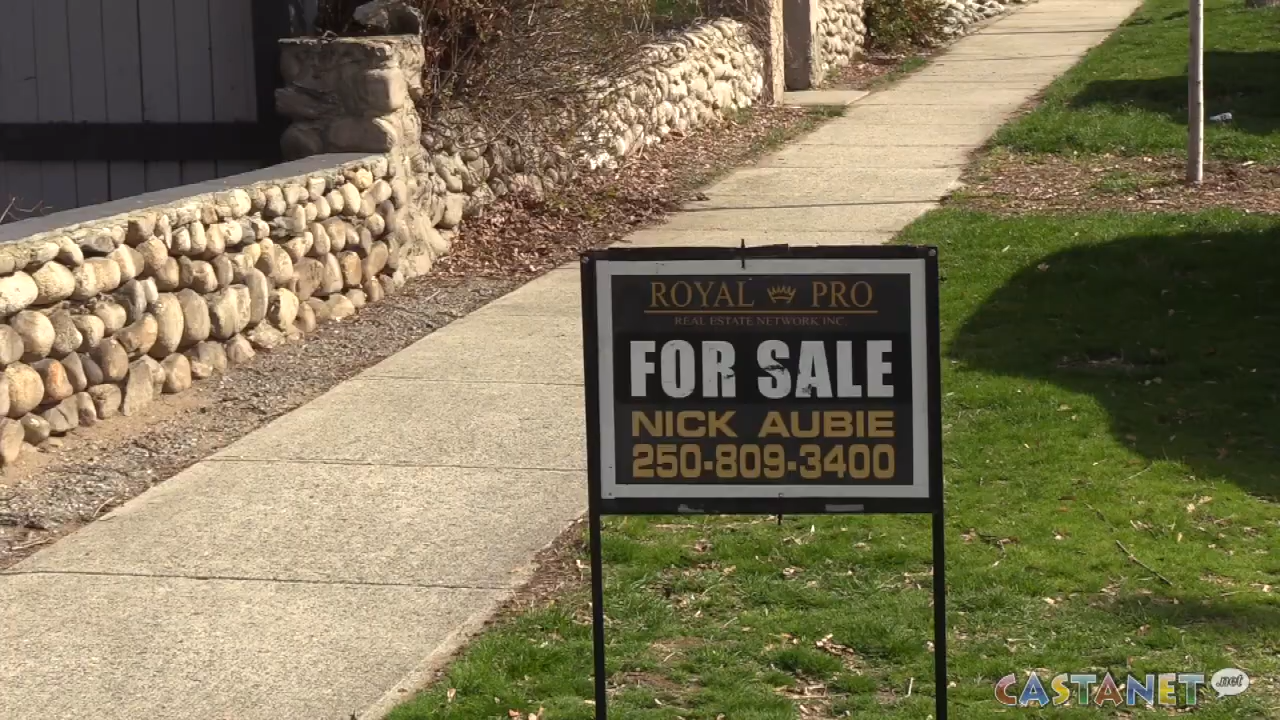 ROYAL PRO
REAL ESTATE NETWORK INC.
FOR SALE
NICK AUBIE
250-809-3400
CASTANET .net